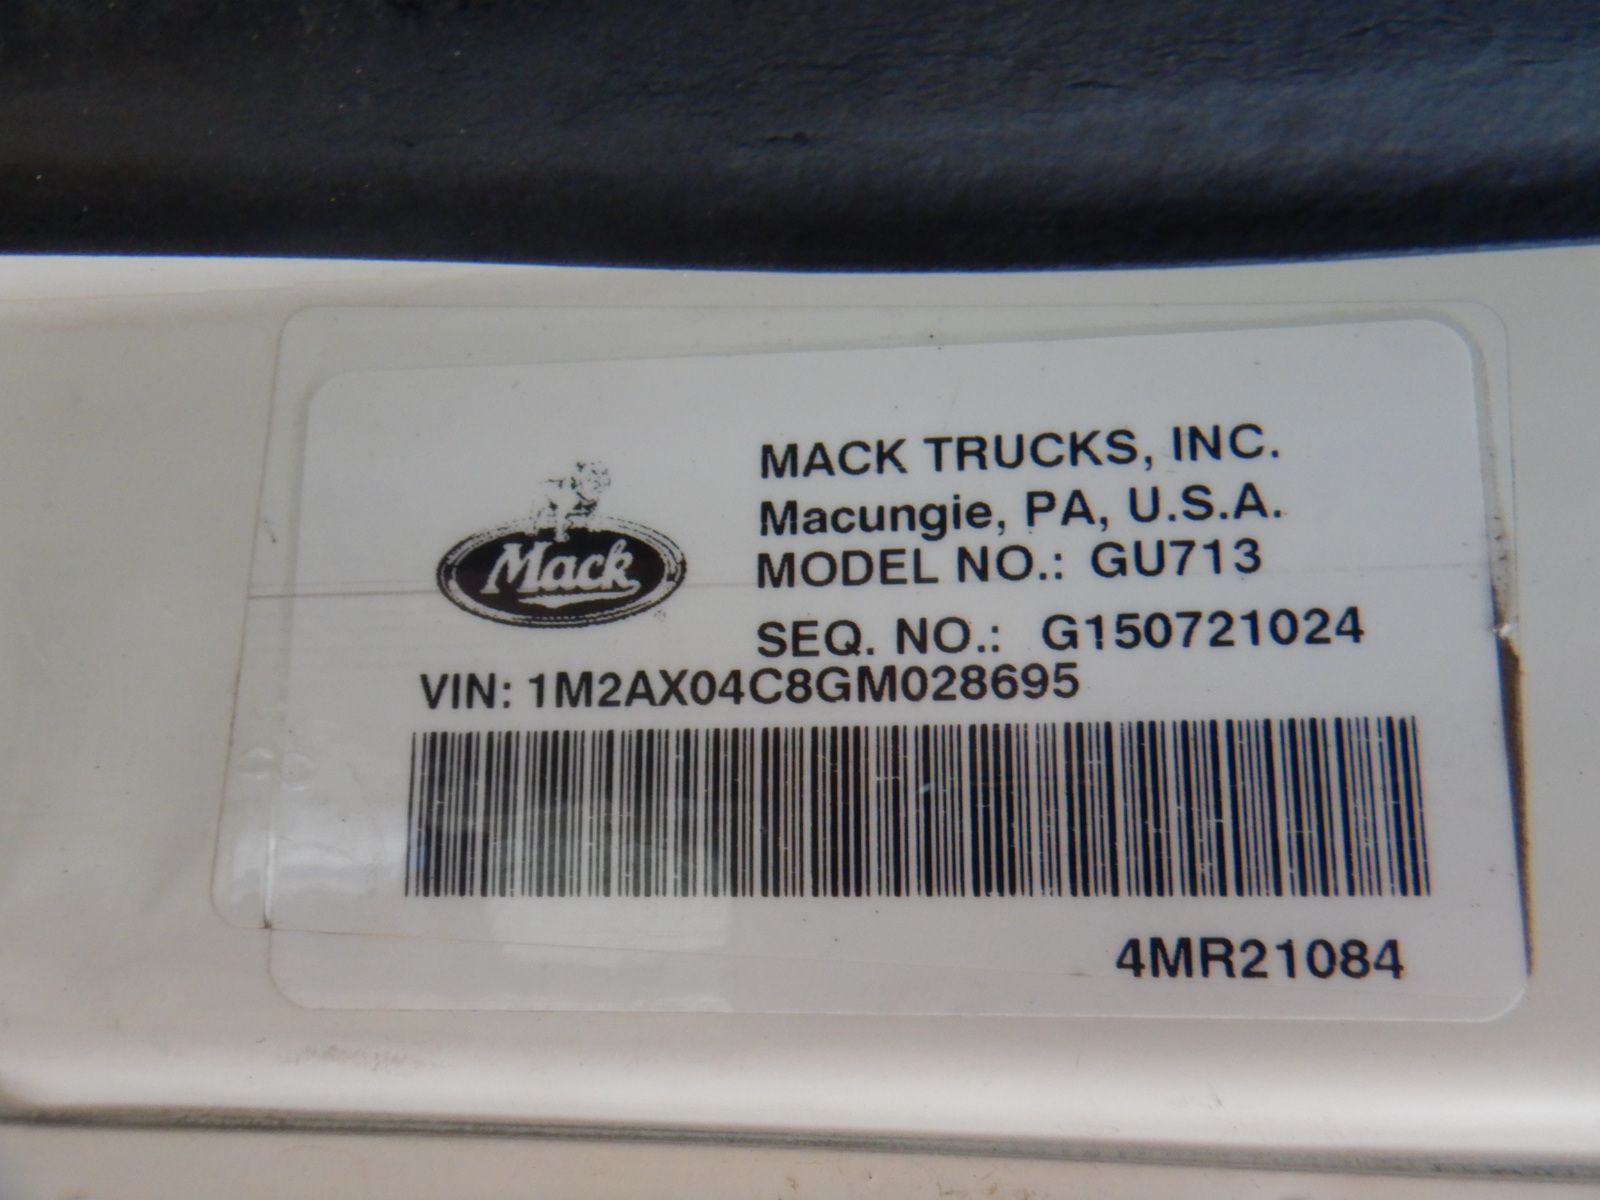 MACK TRUCKS, INC.
Macungie, PA, U.S.A.
Mack
MODEL NO.: GU713
SEQ. NO.: G150721024
VIN: 1M2AX04C8GM028695
4MR21084